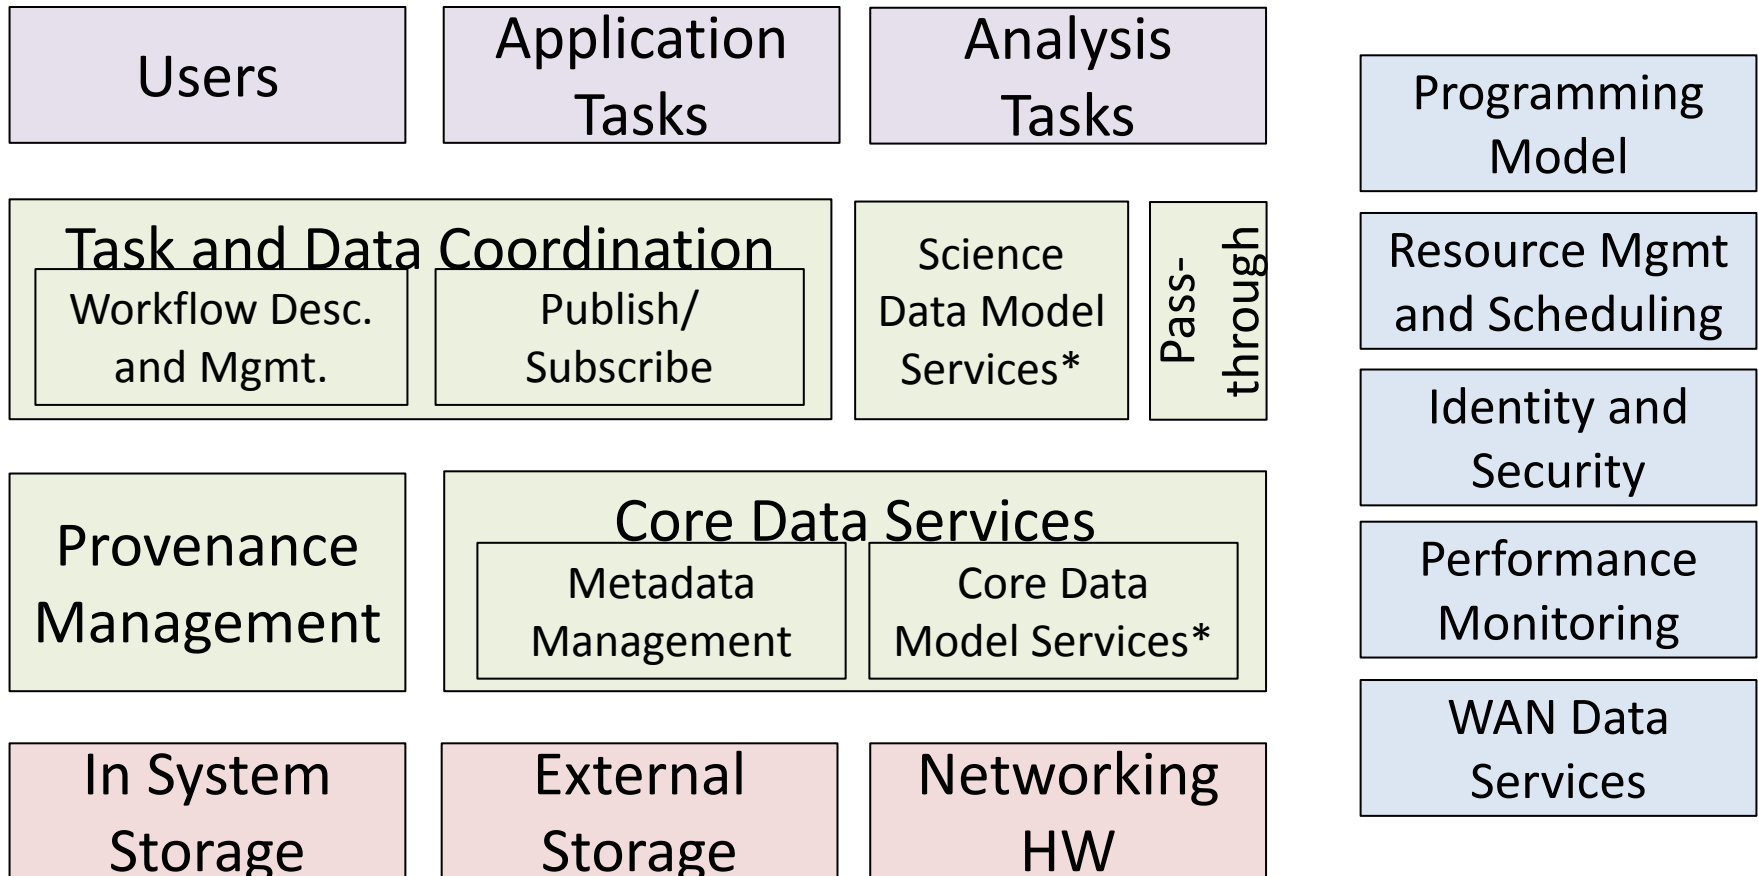 Users
Application
Tasks
Analysis
Tasks
Task and Data Coordination
Workflow Desc.
and Mgmt.
Publish/
Subscribe
Science
Data Model
Services*
Pass-
through
Provenance
Management
Core Data Services
Metadata
Management
Core Data
Model Services*
In System
Storage
External
Storage
Networking
HW
Programming
Model
Resource Mgmt
and Scheduling
Identity and
Security
Performance
Monitoring
WAN Data
Services